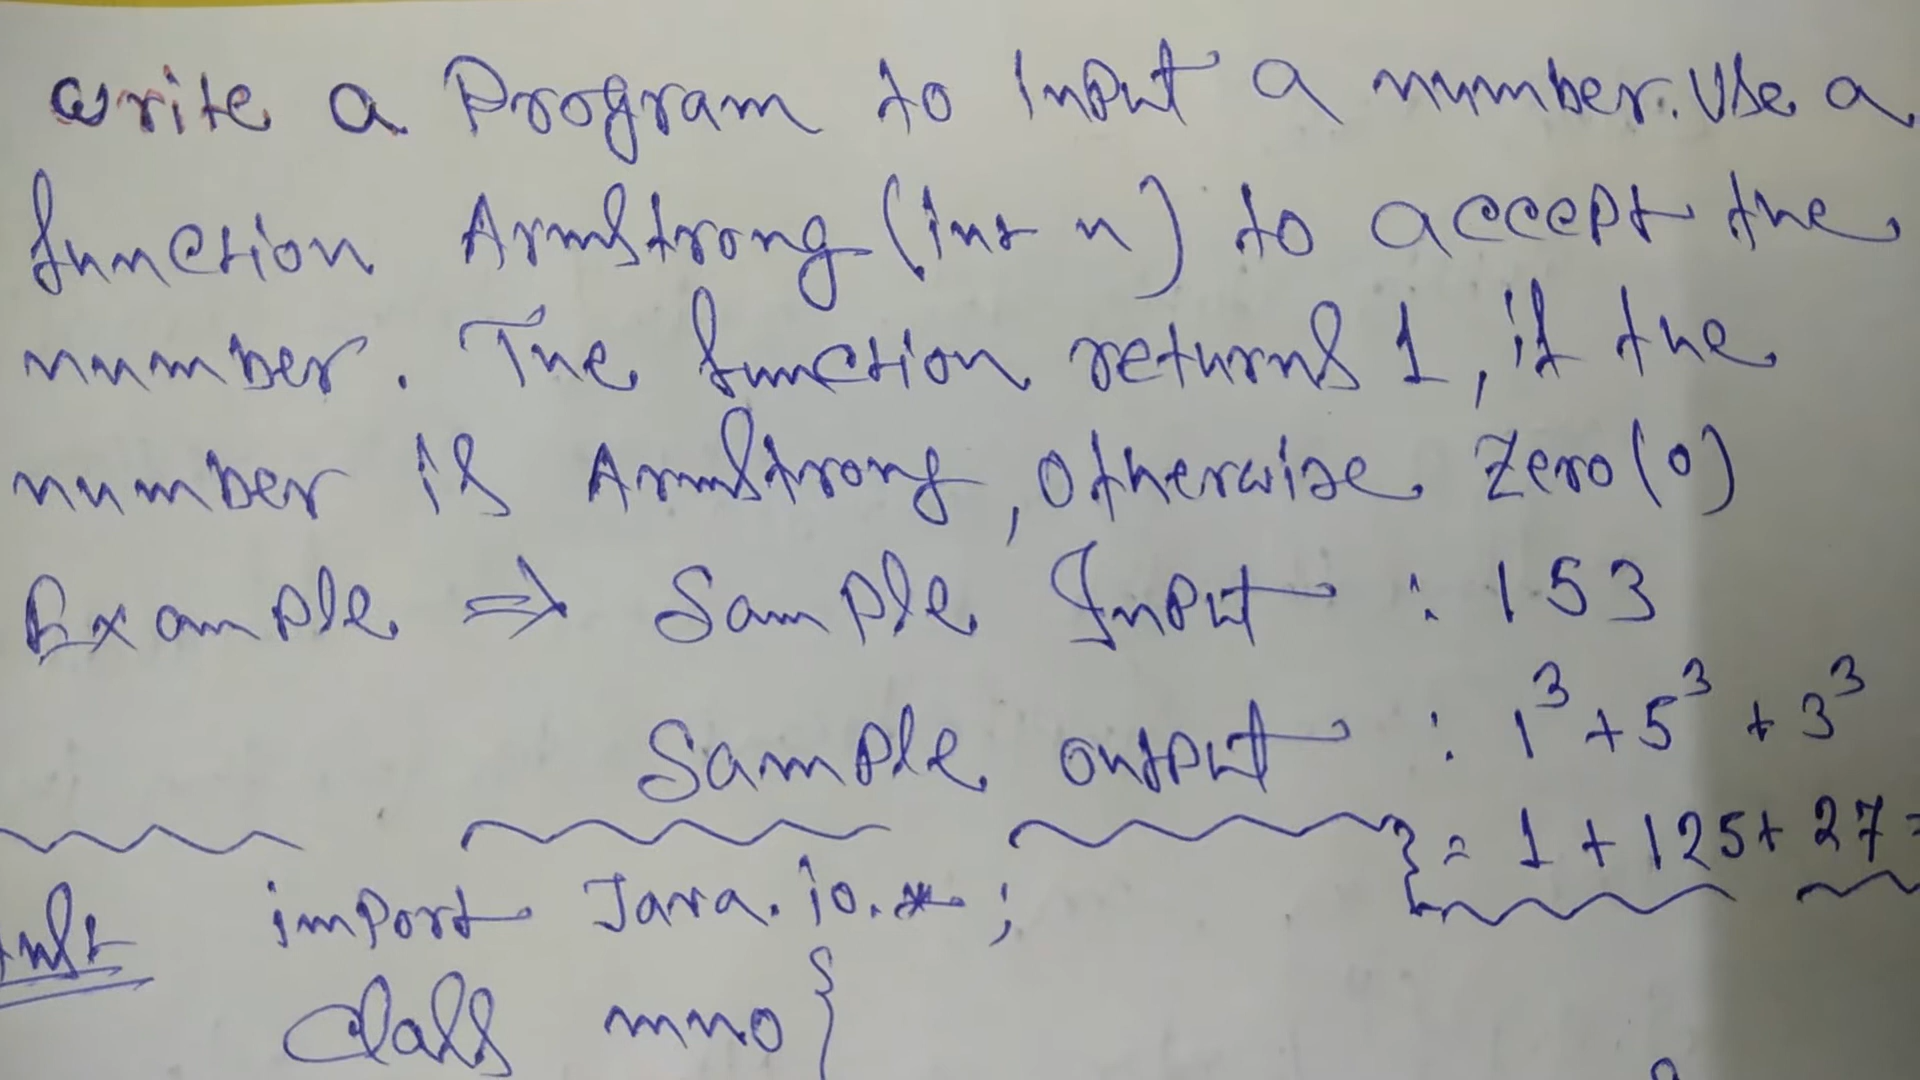 write a Program to Input a number. Use a
function Armstrong (int n) to accept the
number. The function returns 1, if the
number is Armstrong, otherwise Zero (0)
Example ⇒ Sample Input : 153
Sample output : 1³ + 5³ + 3³
= 1 + 125 + 27 =
import Java.io.*;
Class mno {